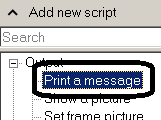 Add new script
Search
Output
Print a message
Show a picture
Set frame picture